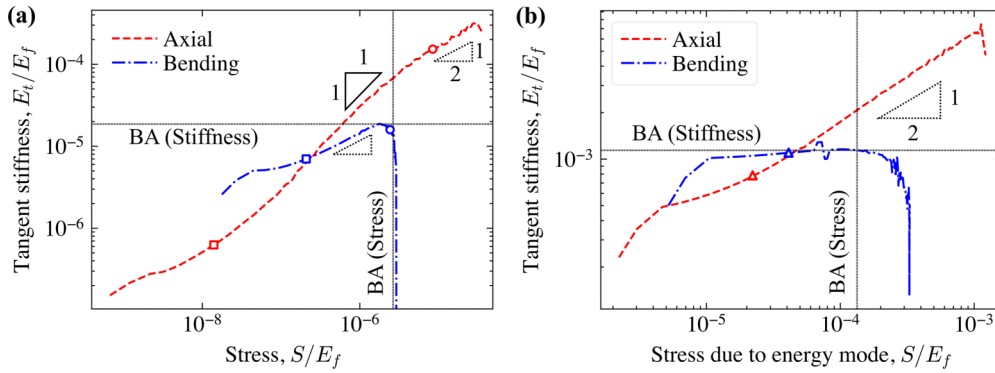 (a)
Axial
Bending
1
1
1
2
BA (Stiffness)
BA (Stress)
10⁻⁴
10⁻⁵
10⁻⁶
Tangent stiffness, Eₜ/E_f
10⁻⁸
10⁻⁶
Stress, S/E_f
(b)
Axial
Bending
1
2
BA (Stiffness)
BA (Stress)
10⁻³
Tangent stiffness, Eₜ/E_f
10⁻⁵
10⁻⁴
10⁻³
Stress due to energy mode, S/E_f